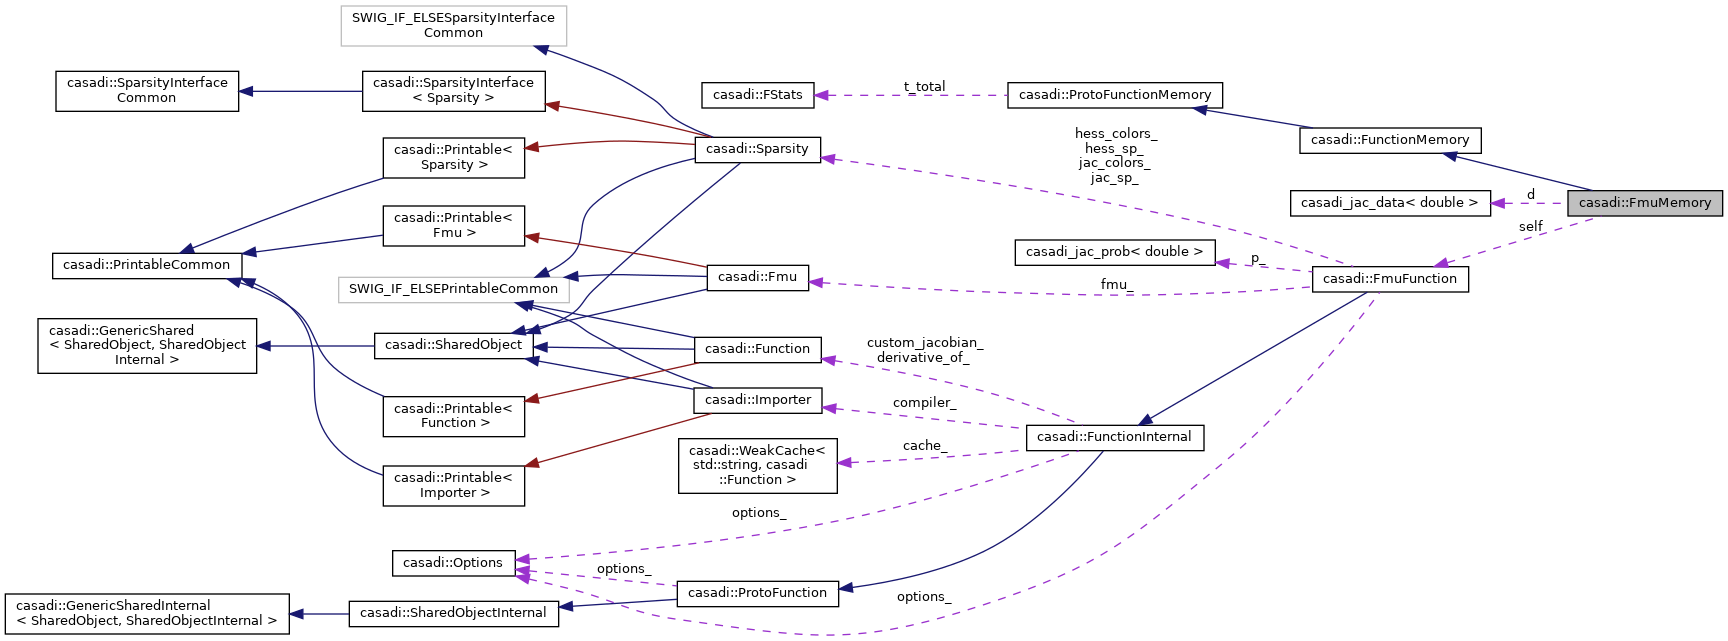 SWIG_IF_ELSESparsityInterface
Common
casadi::SparsityInterface
Common
casadi::SparsityInterface
< Sparsity >
casadi::FStats
t_total
casadi::ProtoFunctionMemory
casadi::FunctionMemory
casadi::Printable<
Sparsity >
casadi::Sparsity
hess_colors_
hess_sp_
jac_colors_
jac_sp_
casadi_jac_data< double >
d
casadi::FmuMemory
self
casadi::Printable<
Fmu >
casadi::PrintableCommon
casadi_jac_prob< double >
p_
casadi::FmuFunction
casadi::Fmu
fmu_
SWIG_IF_ELSEPrintableCommon
casadi::GenericShared
< SharedObject, SharedObject
Internal >
casadi::SharedObject
casadi::Function
custom_jacobian_
derivative_of_
casadi::Printable<
Function >
casadi::Importer
compiler_
casadi::FunctionInternal
casadi::WeakCache<
std::string, casadi
::Function >
cache_
casadi::Printable<
Importer >
options_
casadi::Options
options_
casadi::ProtoFunction
options_
casadi::GenericSharedInternal
< SharedObject, SharedObjectInternal >
casadi::SharedObjectInternal